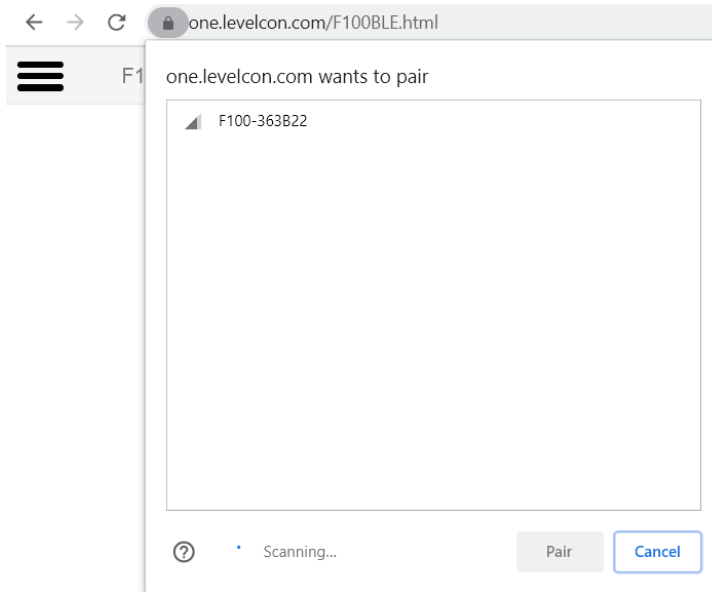 one.levelcon.com/F100BLE.html
F1
one.levelcon.com wants to pair
F100-363B22
Scanning...
Pair
Cancel